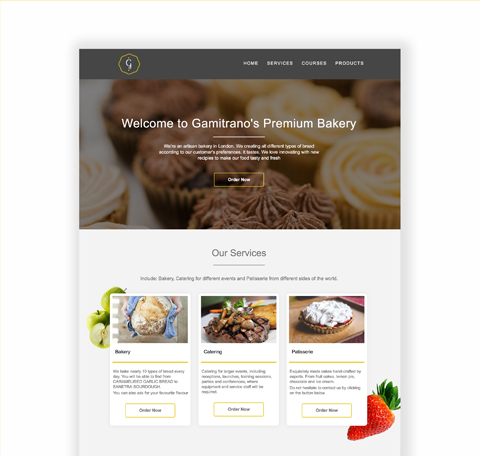 G
HOME SERVICES COURSES PRODUCTS
Welcome to Gamitrano's Premium Bakery
We're an artisan bakery in London. We creating all different types of bread
according to our customer's preferences. It tastes. We love innovating with new
recipies to make our food tasty and fresh
Order Now
Our Services
Include: Bakery, Catering for different events and Patisserie from different sides of the world.
Bakery
We bake nearly 10 types of bread every
day. You will be able to find from
CARAMELISED GARLIC BREAD to
SOURDOUGH.
You can also ask for your favourite flavour
Order Now
Catering
Catering for larger events, including
receptions, launches, training sessions,
parties and conferences, where
equipment and service staff will be
required.
Order Now
Patisserie
Exquisitely made cakes hand-crafted by
experts. From fruit cakes, lemon pie,
chocolate and ice cream.
Do not hesitate to contact us by clicking
on the button below
Order Now